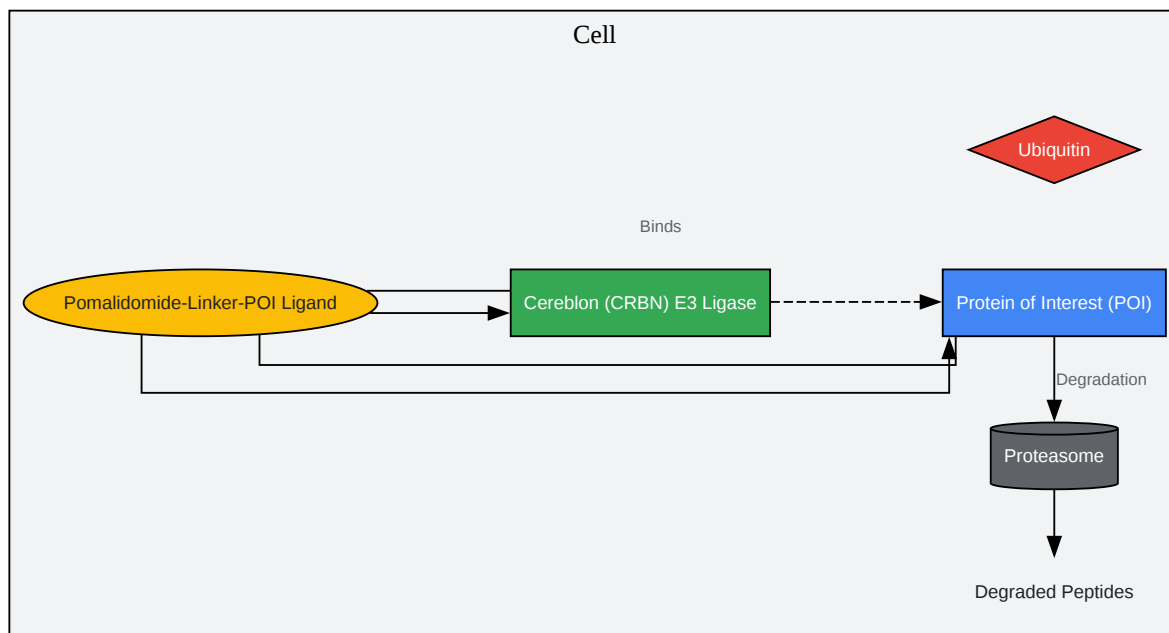 Cell
Ubiquitin
Binds
Pomalidomide-Linker-POI Ligand
Cereblon (CRBN) E3 Ligase
Protein of Interest (POI)
Degradation
Proteasome
Degraded Peptides